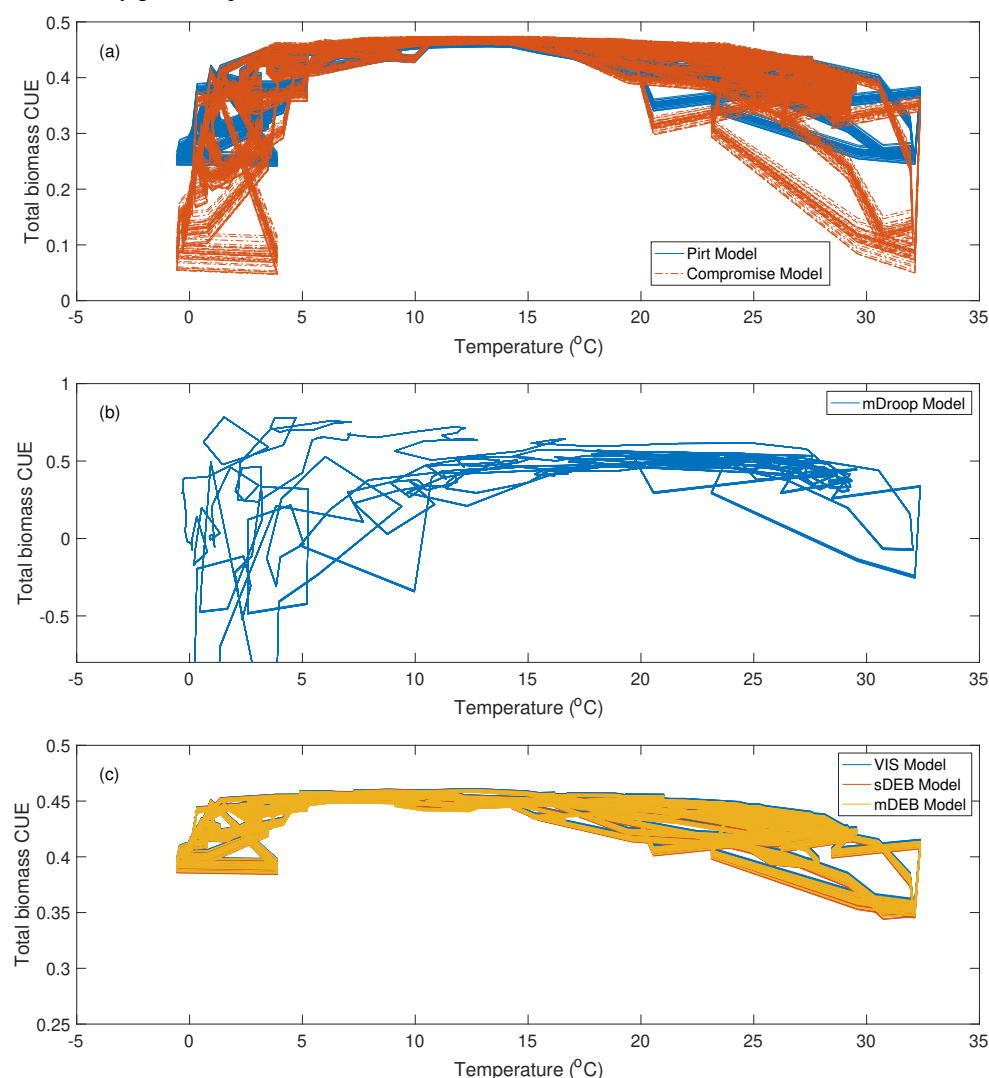 0.5
(a)
0.4
0.3
0.2
0.1
0
Total biomass CUE
Pirt Model
Compromise Model
-5 0 5 10 15 20 25 30 35
Temperature (°C)
1
(b)
mDroop Model
0.5
0
-0.5
Total biomass CUE
-5 0 5 10 15 20 25 30 35
Temperature (°C)
0.5
(c)
VIS Model
sDEB Model
mDEB Model
0.45
0.4
0.35
0.3
0.25
Total biomass CUE
-5 0 5 10 15 20 25 30 35
Temperature (°C)